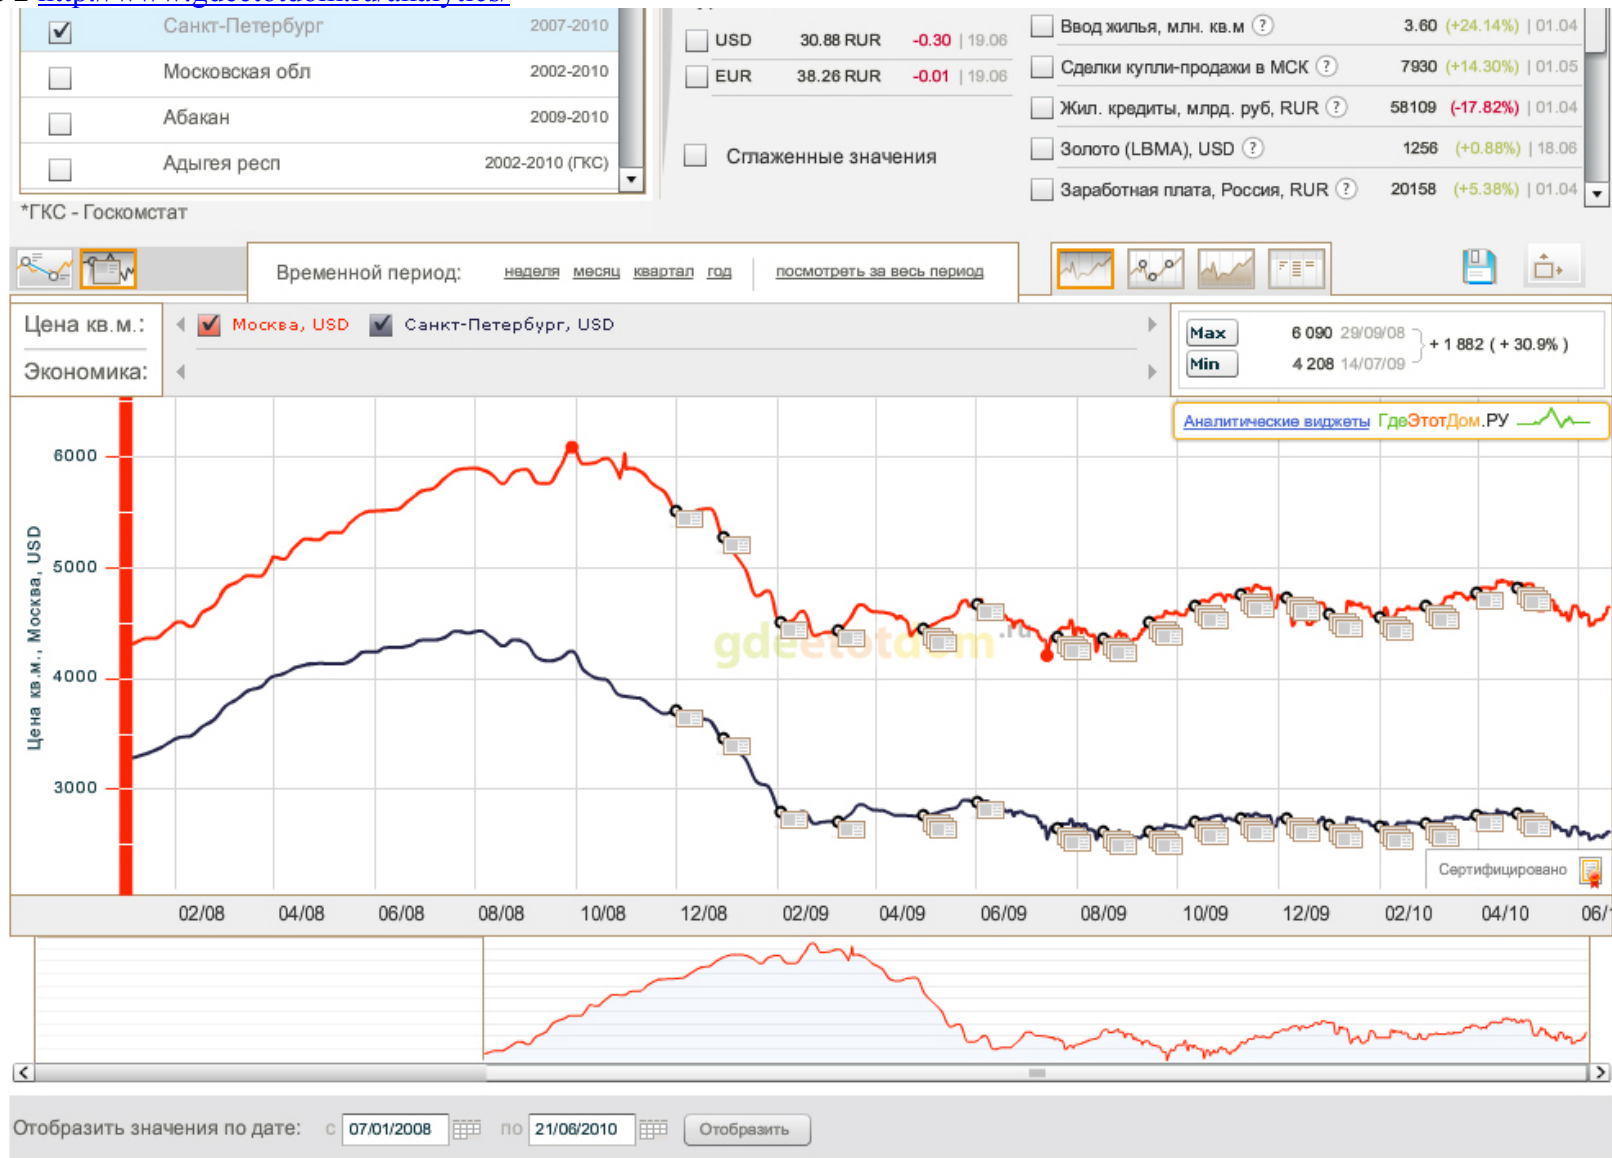 http://www.gdeetotdom.ru/analytics/
Санкт-Петербург 2007-2010
Московская обл 2002-2010
Абакан 2009-2010
Адыгея респ 2002-2010 (ГКС)
*ГКС - Госкомстат
USD 30.88 RUR -0.30 | 19.06
EUR 38.26 RUR -0.01 | 19.06
Сглаженные значения
Ввод жилья, млн. кв.м ? 3.60 (+24.14%) | 01.04
Сделки купли-продажи в МСК ? 7930 (+14.30%) | 01.05
Жил. кредиты, млрд. руб, RUR ? 58109 (-17.82%) | 01.04
Золото (LBMA), USD ? 1256 (+0.88%) | 18.06
Заработная плата, Россия, RUR ? 20158 (+5.38%) | 01.04
Временной период: неделя месяц квартал год посмотреть за весь период
Цена кв.м.: Москва, USD Санкт-Петербург, USD
Экономика:
Max 6 090 29/09/08
+ 1 882 ( + 30.9% )
Min 4 208 14/07/09
Аналитические виджеты ГдеЭтотДом.РУ
Цена кв.м., Москва, USD
6000
5000
4000
3000
gdeetotdom.ru
Сертифицировано
02/08 04/08 06/08 08/08 10/08 12/08 02/09 04/09 06/09 08/09 10/09 12/09 02/10 04/10 06/1
Отобразить значения по дате: с 07/01/2008 по 21/06/2010 Отобразить